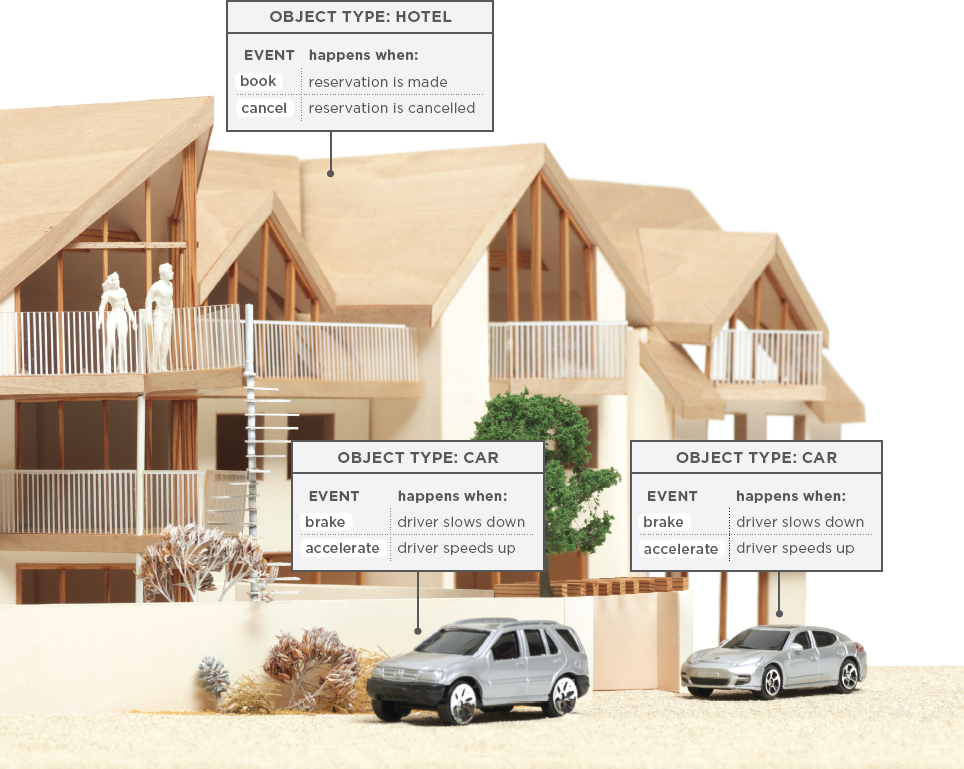 OBJECT TYPE: HOTEL
EVENT happens when:
book reservation is made
cancel reservation is cancelled
OBJECT TYPE: CAR
EVENT happens when:
brake driver slows down
accelerate driver speeds up
OBJECT TYPE: CAR
EVENT happens when:
brake driver slows down
accelerate driver speeds up